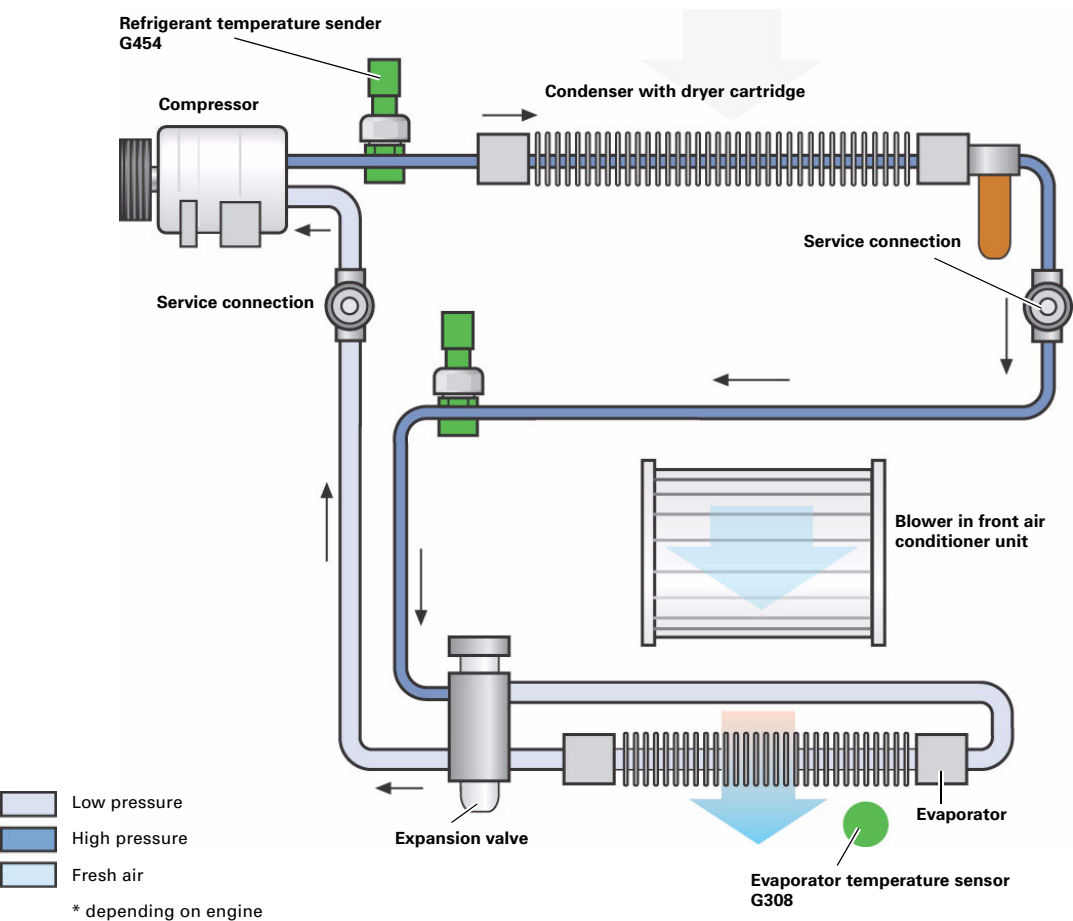 Refrigerant temperature sender
G454
Compressor
Condenser with dryer cartridge
Service connection
Service connection
Blower in front air
conditioner unit
Expansion valve
Evaporator
Evaporator temperature sensor
G308
Low pressure
High pressure
Fresh air
* depending on engine